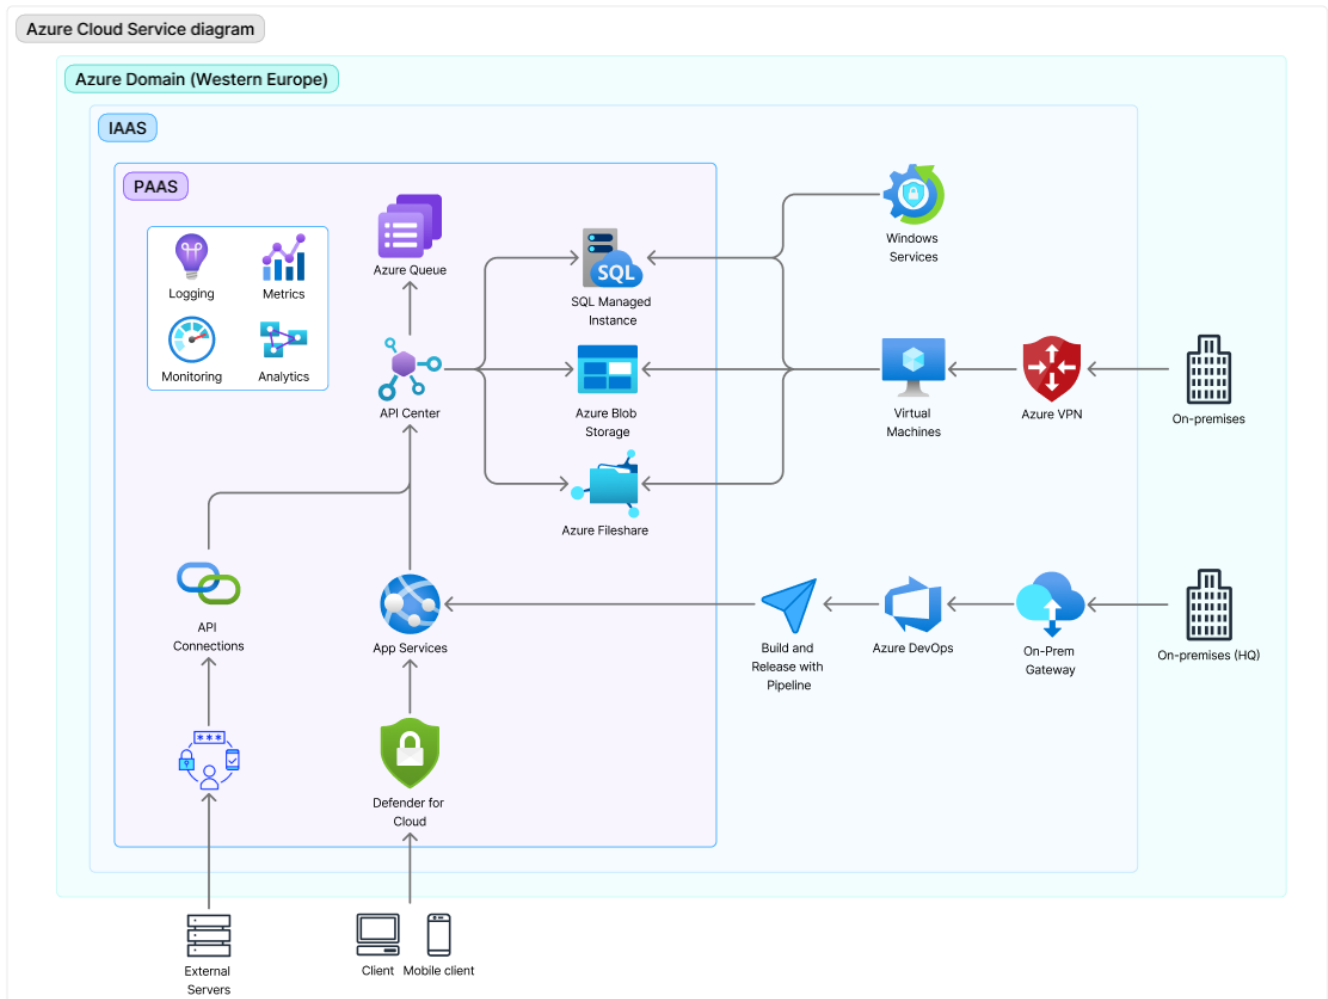 Azure Cloud Service diagram
Azure Domain (Western Europe)
IAAS
PAAS
Logging
Metrics
Monitoring
Analytics
Azure Queue
API Center
SQL Managed
Instance
Azure Blob
Storage
Azure Fileshare
Windows
Services
Virtual
Machines
Azure VPN
On-premises
API
Connections
App Services
Build and
Release with
Pipeline
Azure DevOps
On-Prem
Gateway
On-premises (HQ)
***
Defender for
Cloud
External
Servers
Client
Mobile client
SQL